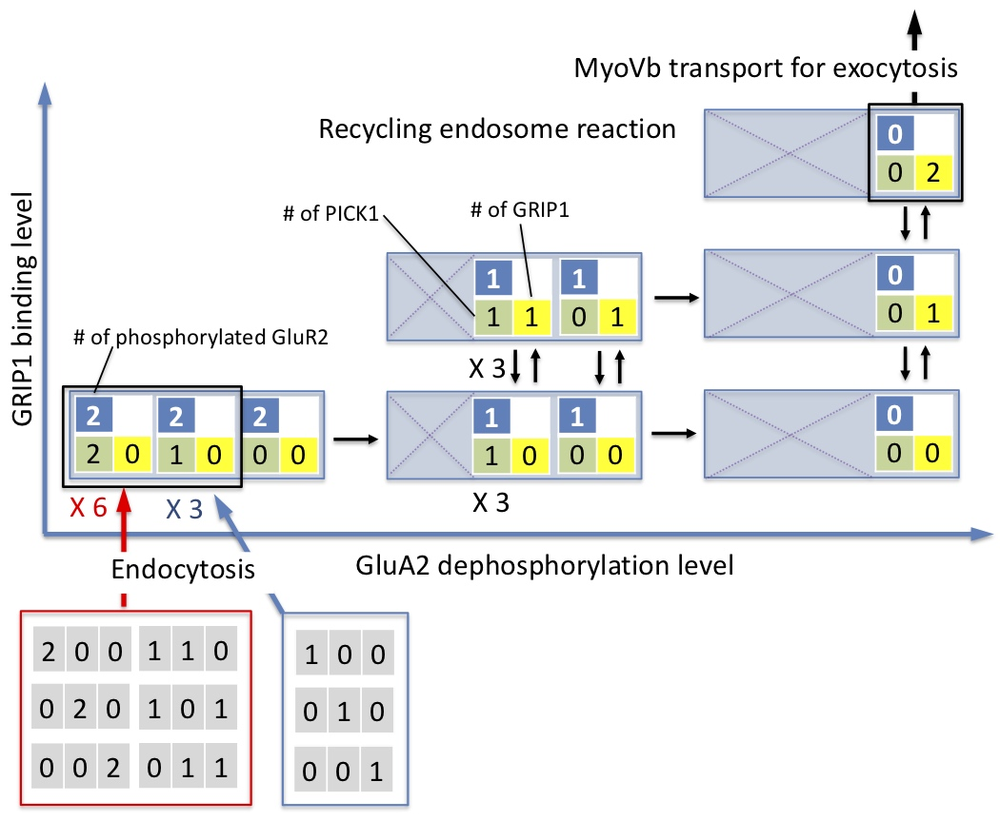 MyoVb transport for exocytosis
Recycling endosome reaction
0
0 2
# of PICK1
# of GRIP1
1 1 0
1 1 0 1 0 1
GRIP1 binding level
# of phosphorylated GluR2
X 3
2 2 2 1 1 0
2 0 1 0 0 0 1 0 0 0 0 0
X 6 X 3 X 3
Endocytosis
GluA2 dephosphorylation level
2 0 0 1 1 0 1 0 0
0 2 0 1 0 1 0 1 0
0 0 2 0 1 1 0 0 1